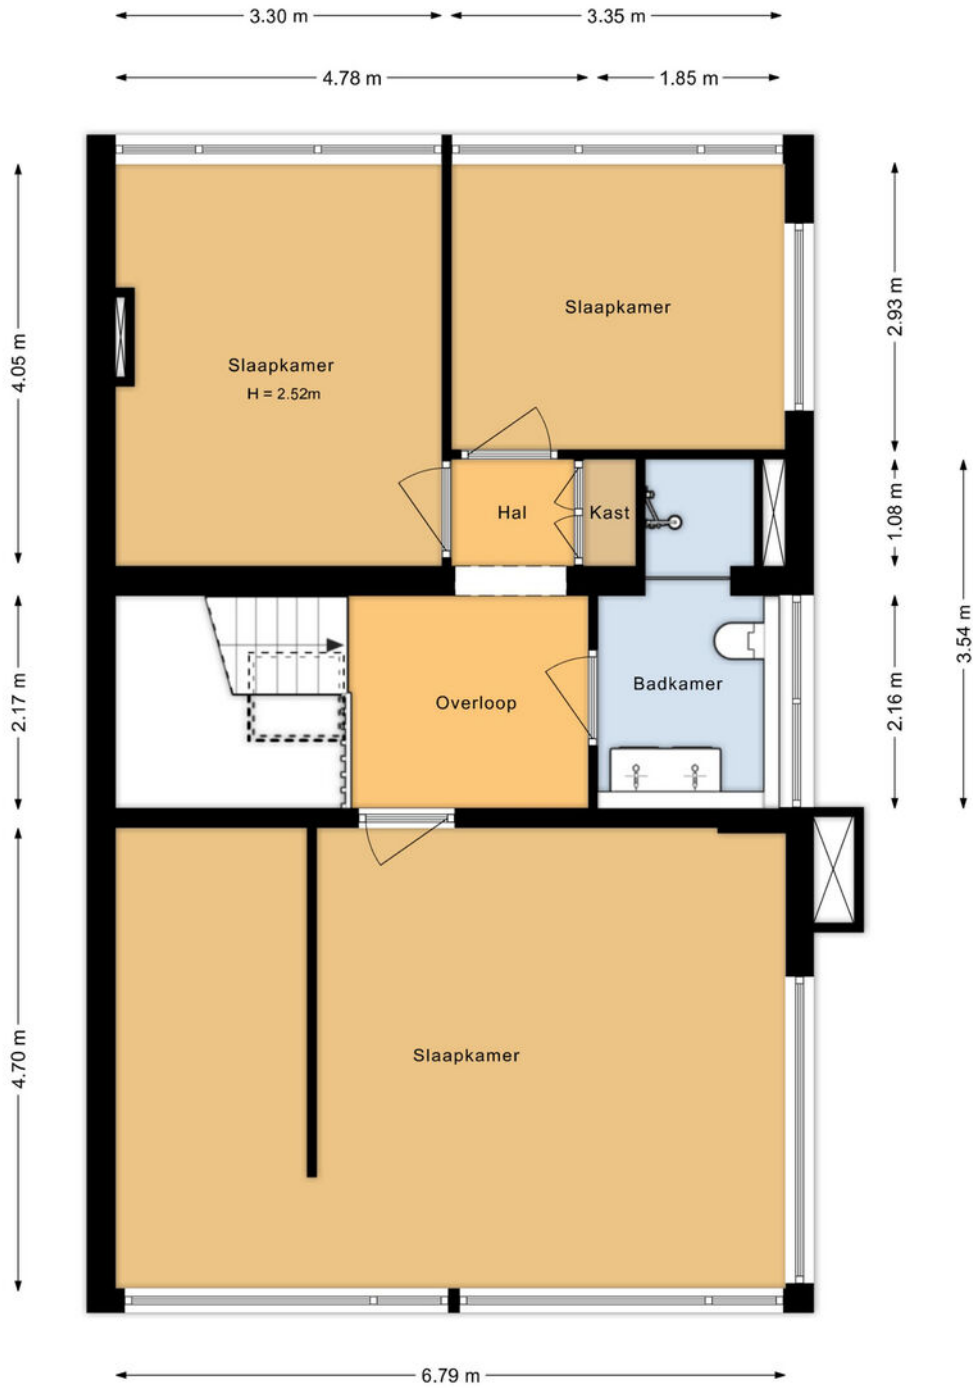 3.30 m
3.35 m
4.78 m
1.85 m
4.05 m
2.93 m
Slaapkamer
Slaapkamer
H = 2.52m
Hal
Kast
1.08 m
3.54 m
2.17 m
Overloop
Badkamer
2.16 m
4.70 m
Slaapkamer
6.79 m